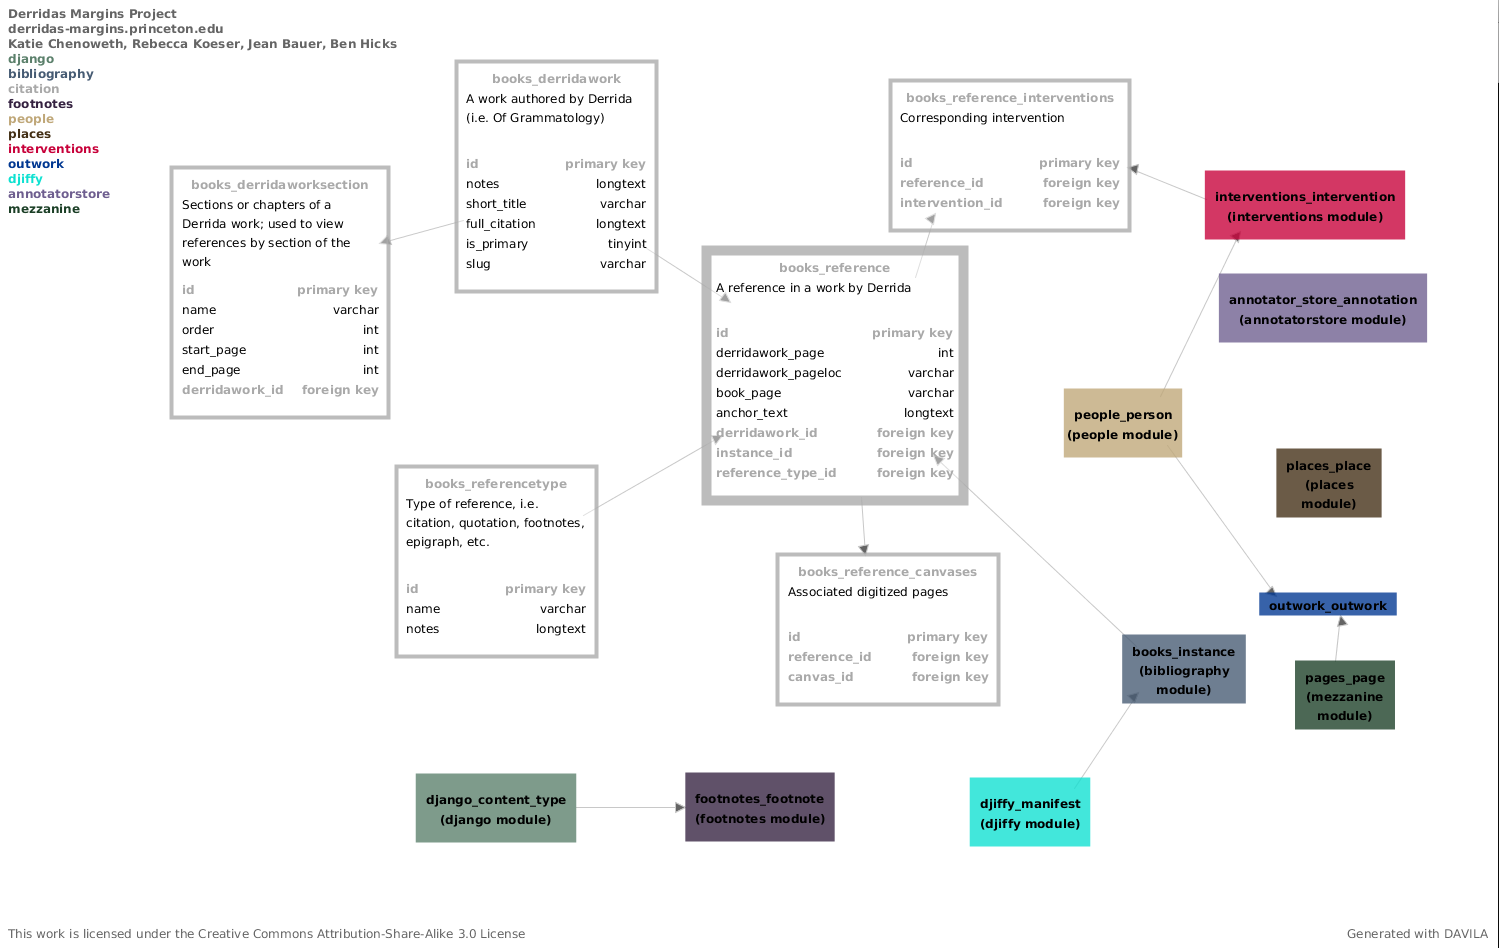 Derridas Margins Project
derridas-margins.princeton.edu
Katie Chenoweth, Rebecca Koeser, Jean Bauer, Ben Hicks
django
bibliography
citation
footnotes
people
places
interventions
outwork
djiffy
annotatorstore
mezzanine
books_derridawork
A work authored by Derrida
(i.e. Of Grammatology)
id primary key
notes longtext
short_title varchar
full_citation longtext
is_primary tinyint
slug varchar
books_reference_interventions
Corresponding intervention
id primary key
reference_id foreign key
intervention_id foreign key
books_derridaworksection
Sections or chapters of a
Derrida work; used to view
references by section of the
work
id primary key
name varchar
order int
start_page int
end_page int
derridawork_id foreign key
interventions_intervention
(interventions module)
books_reference
A reference in a work by Derrida
id primary key
derridawork_page int
derridawork_pageloc varchar
book_page varchar
anchor_text longtext
derridawork_id foreign key
instance_id foreign key
reference_type_id foreign key
annotator_store_annotation
(annotatorstore module)
people_person
(people module)
places_place
(places
module)
books_referencetype
Type of reference, i.e.
citation, quotation, footnotes,
epigraph, etc.
id primary key
name varchar
notes longtext
books_reference_canvases
Associated digitized pages
id primary key
reference_id foreign key
canvas_id foreign key
outwork_outwork
books_instance
(bibliography
module)
pages_page
(mezzanine
module)
django_content_type
(django module)
footnotes_footnote
(footnotes module)
djiffy_manifest
(djiffy module)
This work is licensed under the Creative Commons Attribution-Share-Alike 3.0 License
Generated with DAVILA